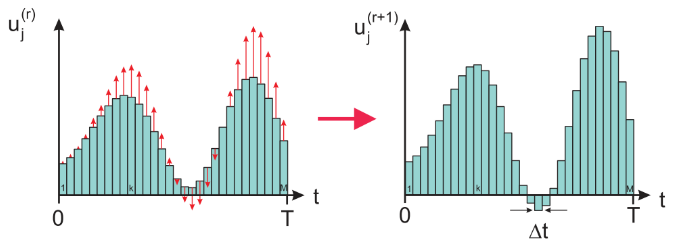 u_j^(r)
u_j^(r+1)
1 k M
1 k M
0 T t
0 T t
Δt